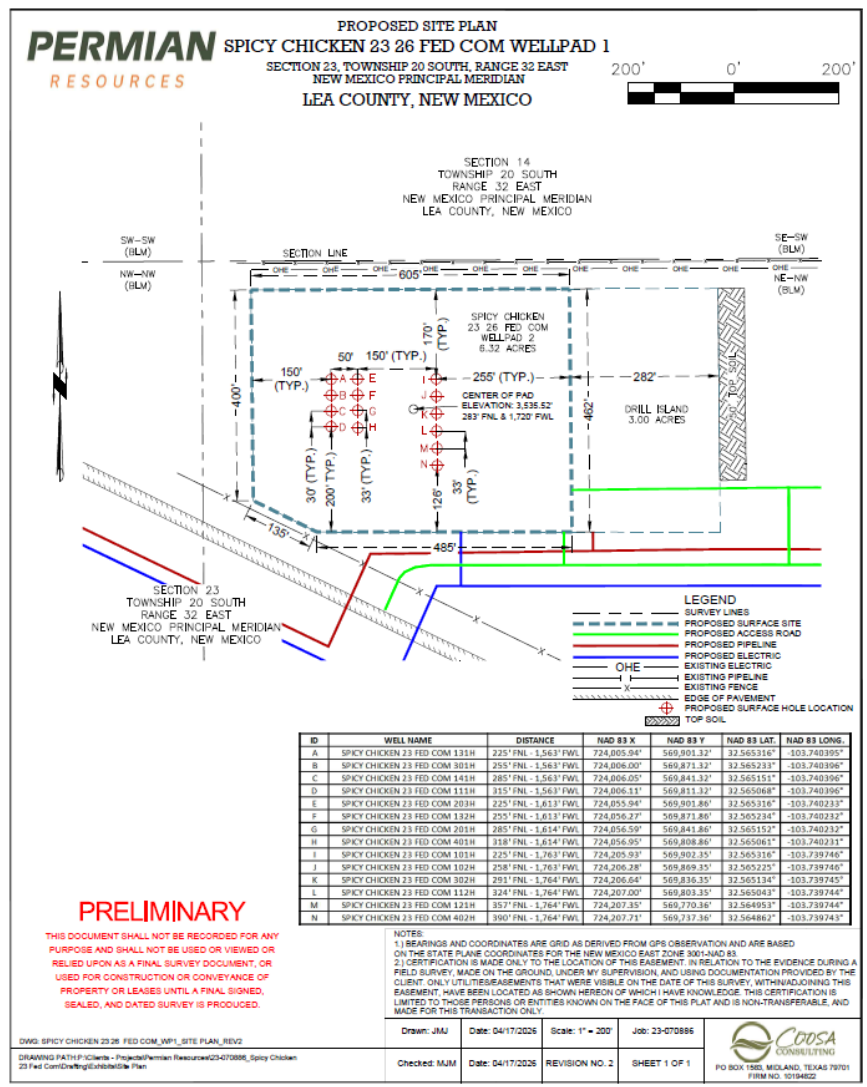 PERMIAN
RESOURCES
PROPOSED SITE PLAN
SPICY CHICKEN 23 26 FED COM WELLPAD 1
SECTION 23, TOWNSHIP 20 SOUTH, RANGE 32 EAST
NEW MEXICO PRINCIPAL MERIDIAN
LEA COUNTY, NEW MEXICO
200' 0' 200'
SECTION 14
TOWNSHIP 20 SOUTH
RANGE 32 EAST
NEW MEXICO PRINCIPAL MERIDIAN
LEA COUNTY, NEW MEXICO
SW-SW
(BLM)
NW-NW
(BLM)
SECTION LINE
SE-SW
(BLM)
NE-NW
(BLM)
OHE OHE OHE OHE OHE OHE OHE OHE OHE OHE OHE OHE
605'
SPICY CHICKEN
23 26 FED COM
WELLPAD 2
6.32 ACRES
170'
(TYP.)
50' 150' (TYP.)
150'
(TYP.)
255' (TYP.)
282'
400'
462'
A E I
B F J
C G K
D H L
M
N
CENTER OF PAD
ELEVATION: 3,535.52'
283' FNL & 1,720' FWL
DRILL ISLAND
3.00 ACRES
50' TOP SOIL
30' (TYP.)
200' (TYP.)
33' (TYP.)
126'
33'
(TYP.)
135'
485'
SECTION 23
TOWNSHIP 20 SOUTH
RANGE 32 EAST
NEW MEXICO PRINCIPAL MERIDIAN
LEA COUNTY, NEW MEXICO
LEGEND
SURVEY LINES
PROPOSED SURFACE SITE
PROPOSED ACCESS ROAD
PROPOSED PIPELINE
PROPOSED ELECTRIC
OHE EXISTING ELECTRIC
EXISTING PIPELINE
X EXISTING FENCE
EDGE OF PAVEMENT
PROPOSED SURFACE HOLE LOCATION
TOP SOIL
ID WELL NAME DISTANCE NAD 83 X NAD 83 Y NAD 83 LAT. NAD 83 LONG.
A SPICY CHICKEN 23 FED COM 131H 225' FNL - 1,563' FWL 724,005.94' 569,901.32' 32.565316° -103.740395°
B SPICY CHICKEN 23 FED COM 301H 255' FNL - 1,563' FWL 724,006.00' 569,871.32' 32.565233° -103.740396°
C SPICY CHICKEN 23 FED COM 141H 285' FNL - 1,563' FWL 724,006.05' 569,841.32' 32.565151° -103.740396°
D SPICY CHICKEN 23 FED COM 111H 315' FNL - 1,563' FWL 724,006.11' 569,811.32' 32.565068° -103.740396°
E SPICY CHICKEN 23 FED COM 203H 225' FNL - 1,613' FWL 724,055.94' 569,901.86' 32.565316° -103.740233°
F SPICY CHICKEN 23 FED COM 132H 255' FNL - 1,613' FWL 724,056.27' 569,871.86' 32.565234° -103.740232°
G SPICY CHICKEN 23 FED COM 201H 285' FNL - 1,614' FWL 724,056.59' 569,841.86' 32.565152° -103.740232°
H SPICY CHICKEN 23 FED COM 401H 318' FNL - 1,614' FWL 724,056.95' 569,808.86' 32.565061° -103.740231°
I SPICY CHICKEN 23 FED COM 101H 225' FNL - 1,763' FWL 724,205.93' 569,902.35' 32.565316° -103.739746°
J SPICY CHICKEN 23 FED COM 102H 258' FNL - 1,763' FWL 724,206.28' 569,869.35' 32.565225° -103.739746°
K SPICY CHICKEN 23 FED COM 302H 291' FNL - 1,764' FWL 724,206.64' 569,836.35' 32.565134° -103.739745°
L SPICY CHICKEN 23 FED COM 112H 324' FNL - 1,764' FWL 724,207.00' 569,803.35' 32.565043° -103.739744°
M SPICY CHICKEN 23 FED COM 121H 357' FNL - 1,764' FWL 724,207.35' 569,770.36' 32.564953° -103.739744°
N SPICY CHICKEN 23 FED COM 402H 390' FNL - 1,764' FWL 724,207.71' 569,737.36' 32.564862° -103.739743°
PRELIMINARY
THIS DOCUMENT SHALL NOT BE RECORDED FOR ANY
PURPOSE AND SHALL NOT BE USED OR VIEWED OR
RELIED UPON AS A FINAL SURVEY DOCUMENT, OR
USED FOR CONSTRUCTION OR CONVEYANCE OF
PROPERTY OR LEASES UNTIL A FINAL SIGNED,
SEALED, AND DATED SURVEY IS PRODUCED.
NOTES:
1.) BEARINGS AND COORDINATES ARE GRID AS DERIVED FROM GPS OBSERVATION AND ARE BASED
ON THE STATE PLANE COORDINATES FOR THE NEW MEXICO EAST ZONE 3001-NAD 83.
2.) CERTIFICATION IS MADE ONLY TO THE LOCATION OF THIS EASEMENT. IN RELATION TO THE EVIDENCE DURING A
FIELD SURVEY, MADE ON THE GROUND, UNDER MY SUPERVISION, AND USING DOCUMENTATION PROVIDED BY THE
CLIENT. ONLY UTILITIES/EASEMENTS THAT WERE VISIBLE ON THE DATE OF THIS SURVEY, WITHIN/ADJOINING THIS
EASEMENT, HAVE BEEN LOCATED AS SHOWN HEREON OF WHICH I HAVE KNOWLEDGE. THIS CERTIFICATION IS
LIMITED TO THOSE PERSONS OR ENTITIES KNOWN ON THE FACE OF THIS PLAT AND IS NON-TRANSFERABLE, AND
MADE FOR THIS TRANSACTION ONLY.
DWG: SPICY CHICKEN 23 26 FED COM_WP1_SITE PLAN_REV2
DRAWING PATH:P:\Clients - Projects\Permian Resources\23-070886_Spicy Chicken
23 Fed Com\Drafting\Exhibits\Site Plan
Drawn: JMJ Date: 04/17/2026 Scale: 1" = 200' Job: 23-070886
Checked: MJM Date: 04/17/2026 REVISION NO. 2 SHEET 1 OF 1
COOSA
CONSULTING
PO BOX 1583, MIDLAND, TEXAS 79701
FIRM NO. 10194822